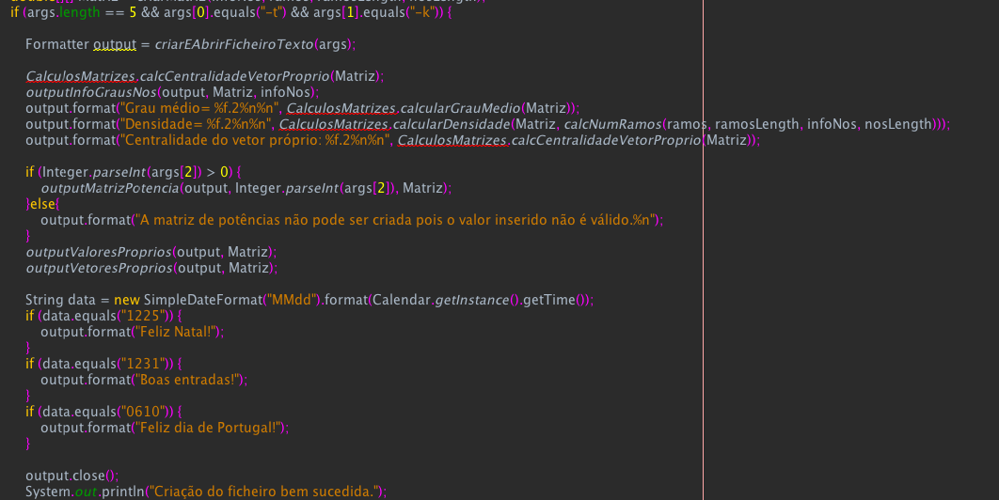 if (args.length == 5 && args[0].equals("-t") && args[1].equals("-k")) {
Formatter output = criarEAbrirFicheiroTexto(args);
CalculosMatrizes.calcCentralidadeVetorProprio(Matriz);
outputInfoGrausNos(output, Matriz, infoNos);
output.format("Grau médio= %f.2%n%n", CalculosMatrizes.calcularGrauMedio(Matriz));
output.format("Densidade= %f.2%n%n", CalculosMatrizes.calcularDensidade(Matriz, calcNumRamos(ramos, ramosLength, infoNos, nosLength)));
output.format("Centralidade do vetor próprio: %f.2%n%n", CalculosMatrizes.calcCentralidadeVetorProprio(Matriz));
if (Integer.parseInt(args[2]) > 0) {
outputMatrizPotencia(output, Integer.parseInt(args[2]), Matriz);
}else{
output.format("A matriz de potências não pode ser criada pois o valor inserido não é válido.%n");
}
outputValoresProprios(output, Matriz);
outputVetoresProprios(output, Matriz);
String data = new SimpleDateFormat("MMdd").format(Calendar.getInstance().getTime());
if (data.equals("1225")) {
output.format("Feliz Natal!");
}
if (data.equals("1231")) {
output.format("Boas entradas!");
}
if (data.equals("0610")) {
output.format("Feliz dia de Portugal!");
}
output.close();
System.out.println("Criação do ficheiro bem sucedida.");